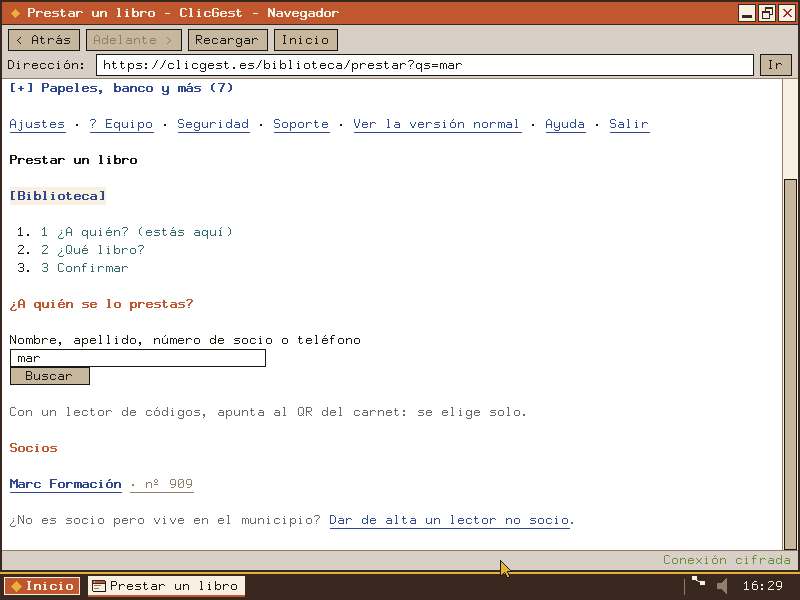 Prestar un libro - ClicGest - Navegador
< Atrás Adelante > Recargar Inicio
Dirección: https://clicgest.es/biblioteca/prestar?qs=mar Ir
[+] Papeles, banco y más (7)
Ajustes · ? Equipo · Seguridad · Soporte · Ver la versión normal · Ayuda · Salir
Prestar un libro
[Biblioteca]
1. 1 ¿A quién? (estás aquí)
2. 2 ¿Qué libro?
3. 3 Confirmar
¿A quién se lo prestas?
Nombre, apellido, número de socio o teléfono
mar
Buscar
Con un lector de códigos, apunta al QR del carnet: se elige solo.
Socios
Marc Formación · nº 909
¿No es socio pero vive en el municipio? Dar de alta un lector no socio.
Conexión cifrada
Inicio Prestar un libro 16:29